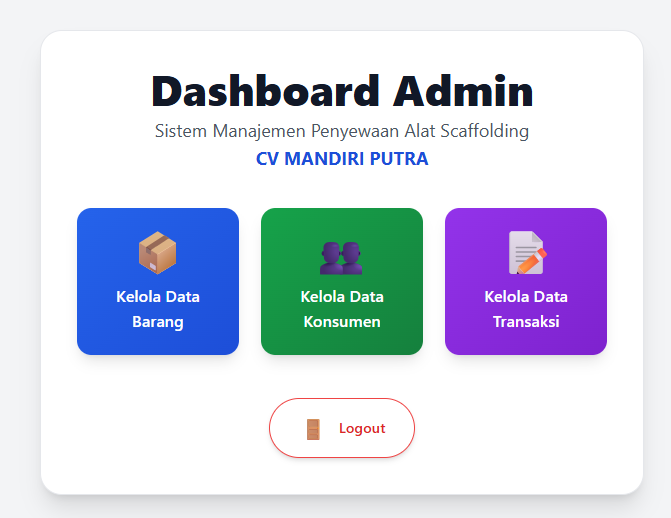 Dashboard Admin
Sistem Manajemen Penyewaan Alat Scaffolding
CV MANDIRI PUTRA
Kelola Data
Barang
Kelola Data
Konsumen
Kelola Data
Transaksi
Logout